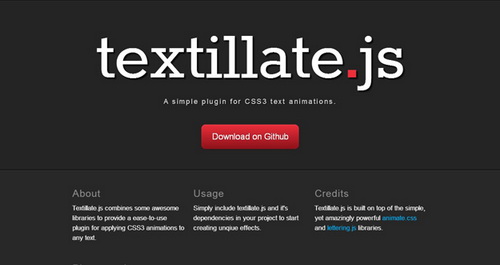 textillate.js
A simple plugin for CSS3 text animations.
Download on Github
About
Textillate.js combines some awesome
libraries to provide a ease-to-use
plugin for applying CSS3 animations to
any text.
Usage
Simply include textillate.js and it's
dependencies in your project to start
creating unqiue effects.
Credits
Textillate.js is built on top of the simple,
yet amazingly powerful animate.css
and lettering.js libraries.